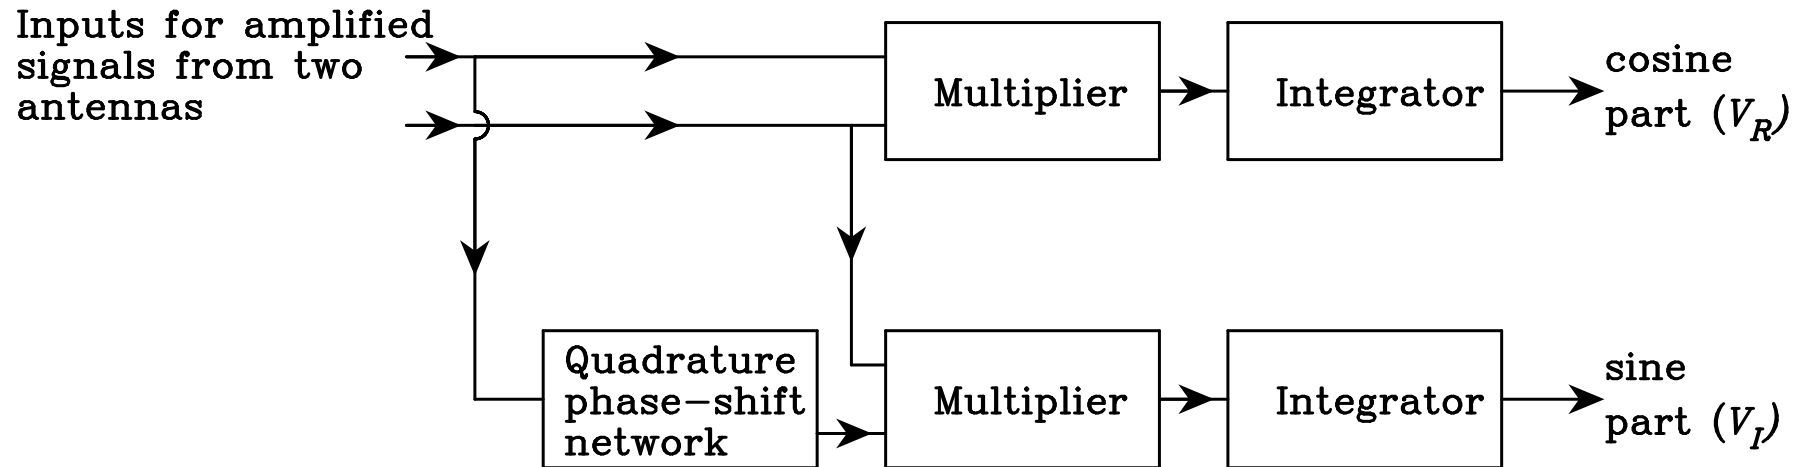 Inputs for amplified
signals from two
antennas
Multiplier
Integrator
cosine
part (V_R)
Quadrature
phase-shift
network
Multiplier
Integrator
sine
part (V_I)